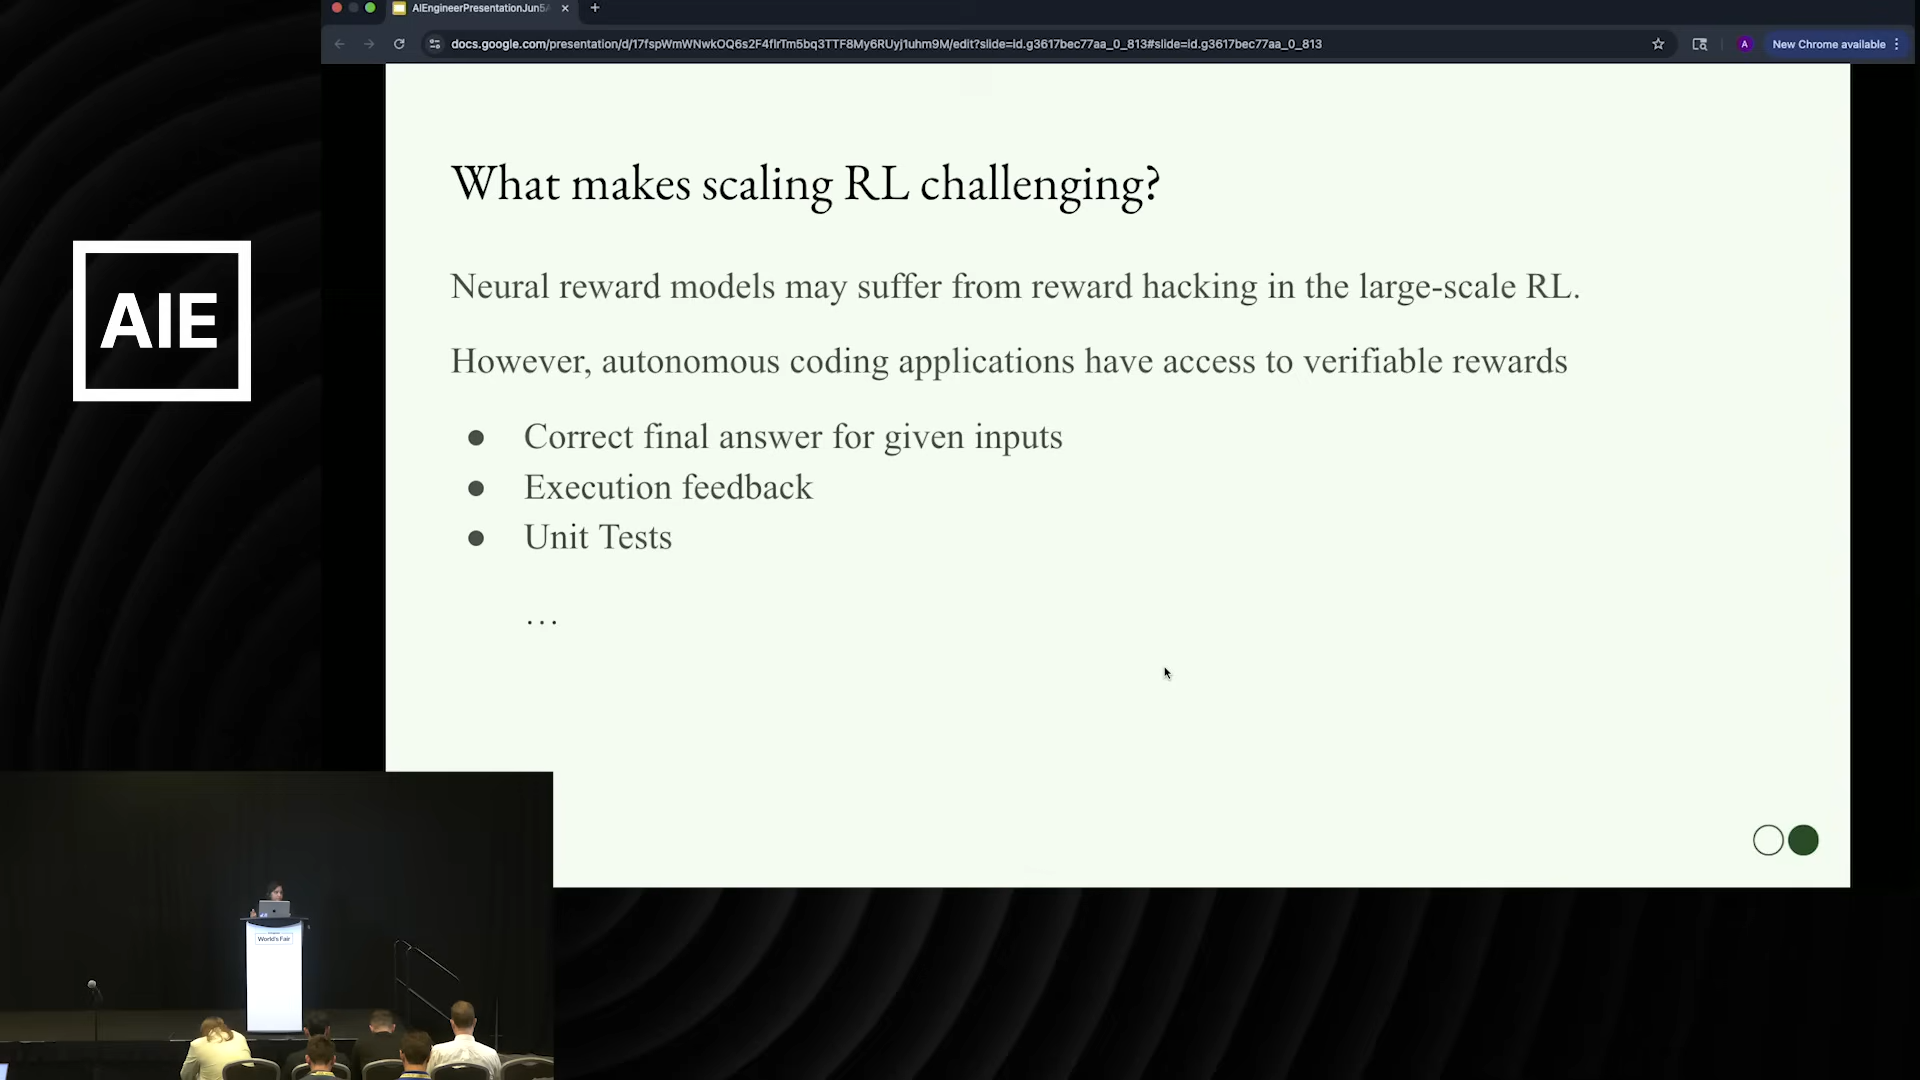 AIEngineerPresentationJun5
docs.google.com/presentation/d/17fspWmWNwkOQ6s2F4flrTm5bq3TTF8My6RUyj1uhm9M/edit?slide=id.g3617bec77aa_0_813#slide=id.g3617bec77aa_0_813
A
New Chrome available
What makes scaling RL challenging?
Neural reward models may suffer from reward hacking in the large-scale RL.
However, autonomous coding applications have access to verifiable rewards
● Correct final answer for given inputs
● Execution feedback
● Unit Tests
…
AIE
World's Fair